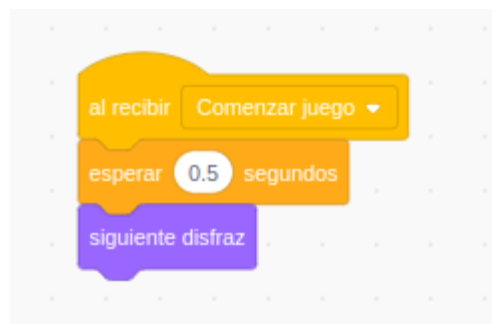 al recibir Comenzar juego
esperar 0.5 segundos
siguiente disfraz